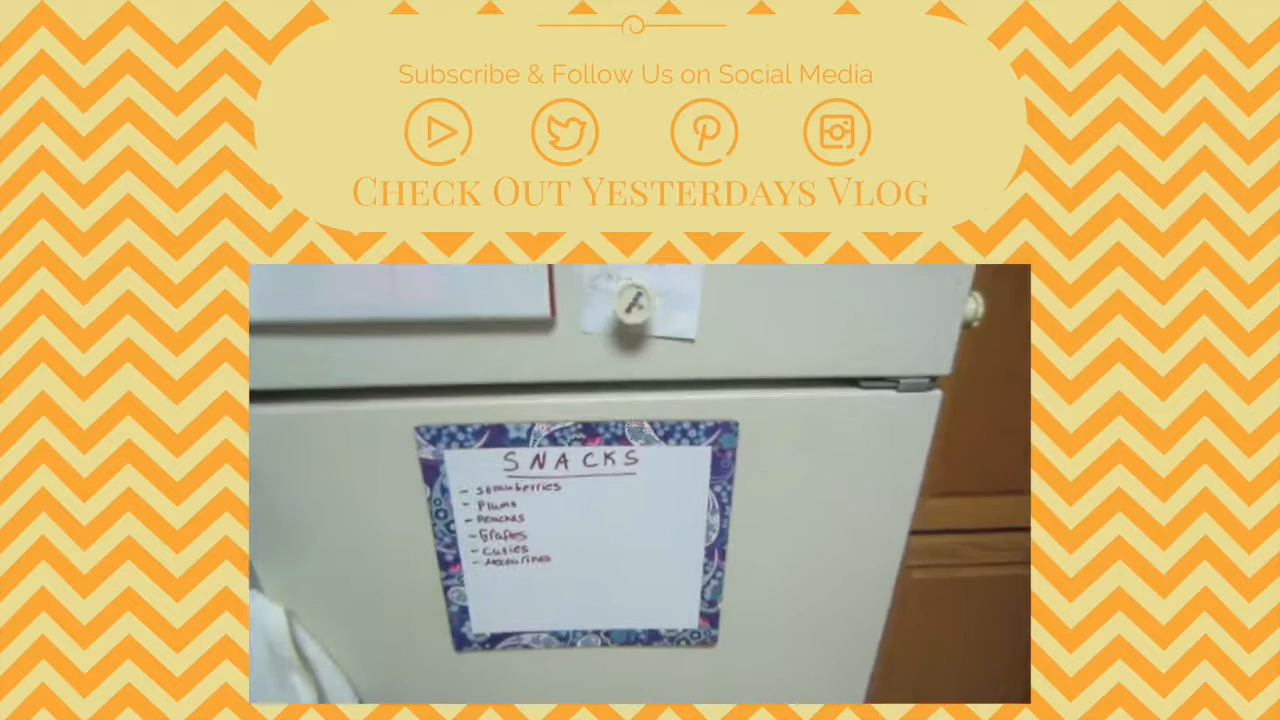 Subscribe & Follow Us on Social Media
Check Out Yesterdays Vlog
SNACKS
- Strawberries
- Plums
- Peaches
- Grapes
- Cuties